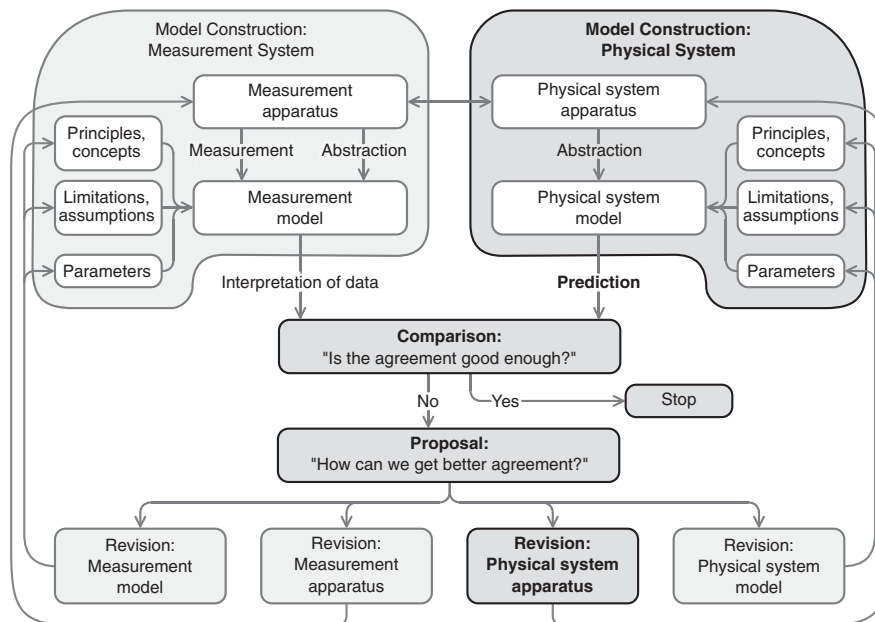 Model Construction:
Measurement System
Model Construction:
Physical System
Measurement
apparatus
Physical system
apparatus
Principles,
concepts
Measurement
Abstraction
Abstraction
Principles,
concepts
Limitations,
assumptions
Measurement
model
Physical system
model
Limitations,
assumptions
Parameters
Parameters
Interpretation of data
Prediction
Comparison:
"Is the agreement good enough?"
No
Yes
Stop
Proposal:
"How can we get better agreement?"
Revision:
Measurement
model
Revision:
Measurement
apparatus
Revision:
Physical system
apparatus
Revision:
Physical system
model